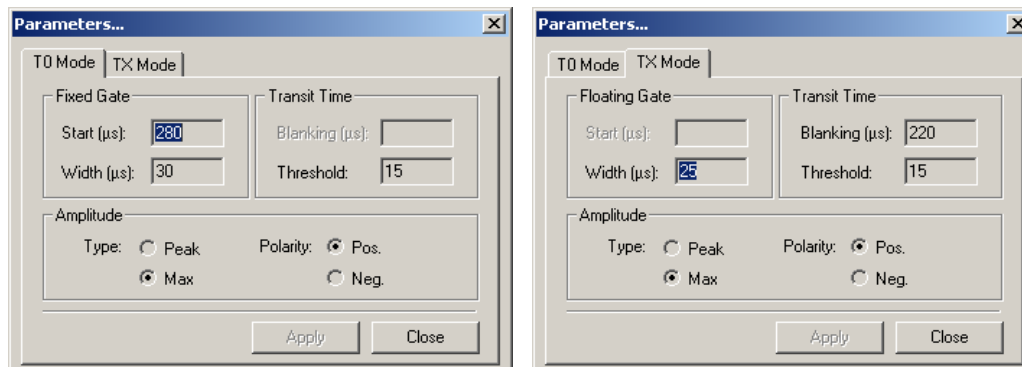 Parameters...
T0 Mode TX Mode
Fixed Gate Transit Time
Start (µs): 280 Blanking (µs):
Width (µs): 30 Threshold: 15
Amplitude
Type: Peak Polarity: Pos.
Max Neg.
Apply Close
Parameters...
T0 Mode TX Mode
Floating Gate Transit Time
Start (µs): Blanking (µs): 220
Width (µs): 25 Threshold: 15
Amplitude
Type: Peak Polarity: Pos.
Max Neg.
Apply Close